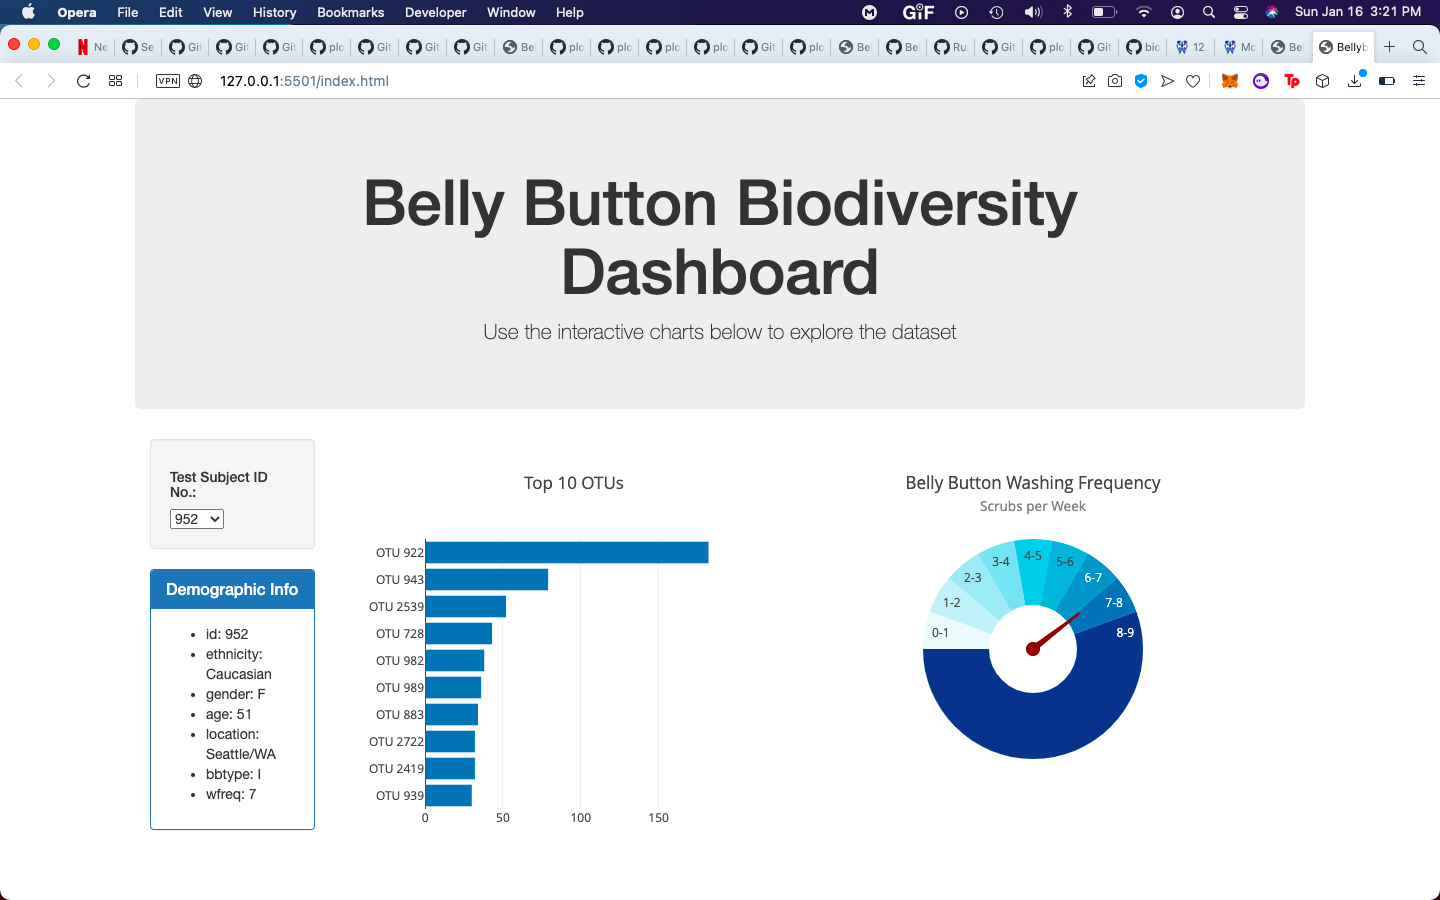 Opera File Edit View History Bookmarks Developer Window Help GIF Sun Jan 16 3:21 PM
Ne Se Git Git Git plo Git Git Git Bel plo plo plo plo Git plo Bel Bel Ru Git plo Git bio 12. Mo Be Bellyb
VPN 127.0.0.1:5501/index.html Tp
Belly Button Biodiversity
Dashboard
Use the interactive charts below to explore the dataset
Test Subject ID
No.:
952
Demographic Info
id: 952
ethnicity:
Caucasian
gender: F
age: 51
location:
Seattle/WA
bbtype: I
wfreq: 7
Top 10 OTUs
OTU 922
OTU 943
OTU 2539
OTU 728
OTU 982
OTU 989
OTU 883
OTU 2722
OTU 2419
OTU 939
0 50 100 150
Belly Button Washing Frequency
Scrubs per Week
0-1
1-2
2-3
3-4
4-5
5-6
6-7
7-8
8-9